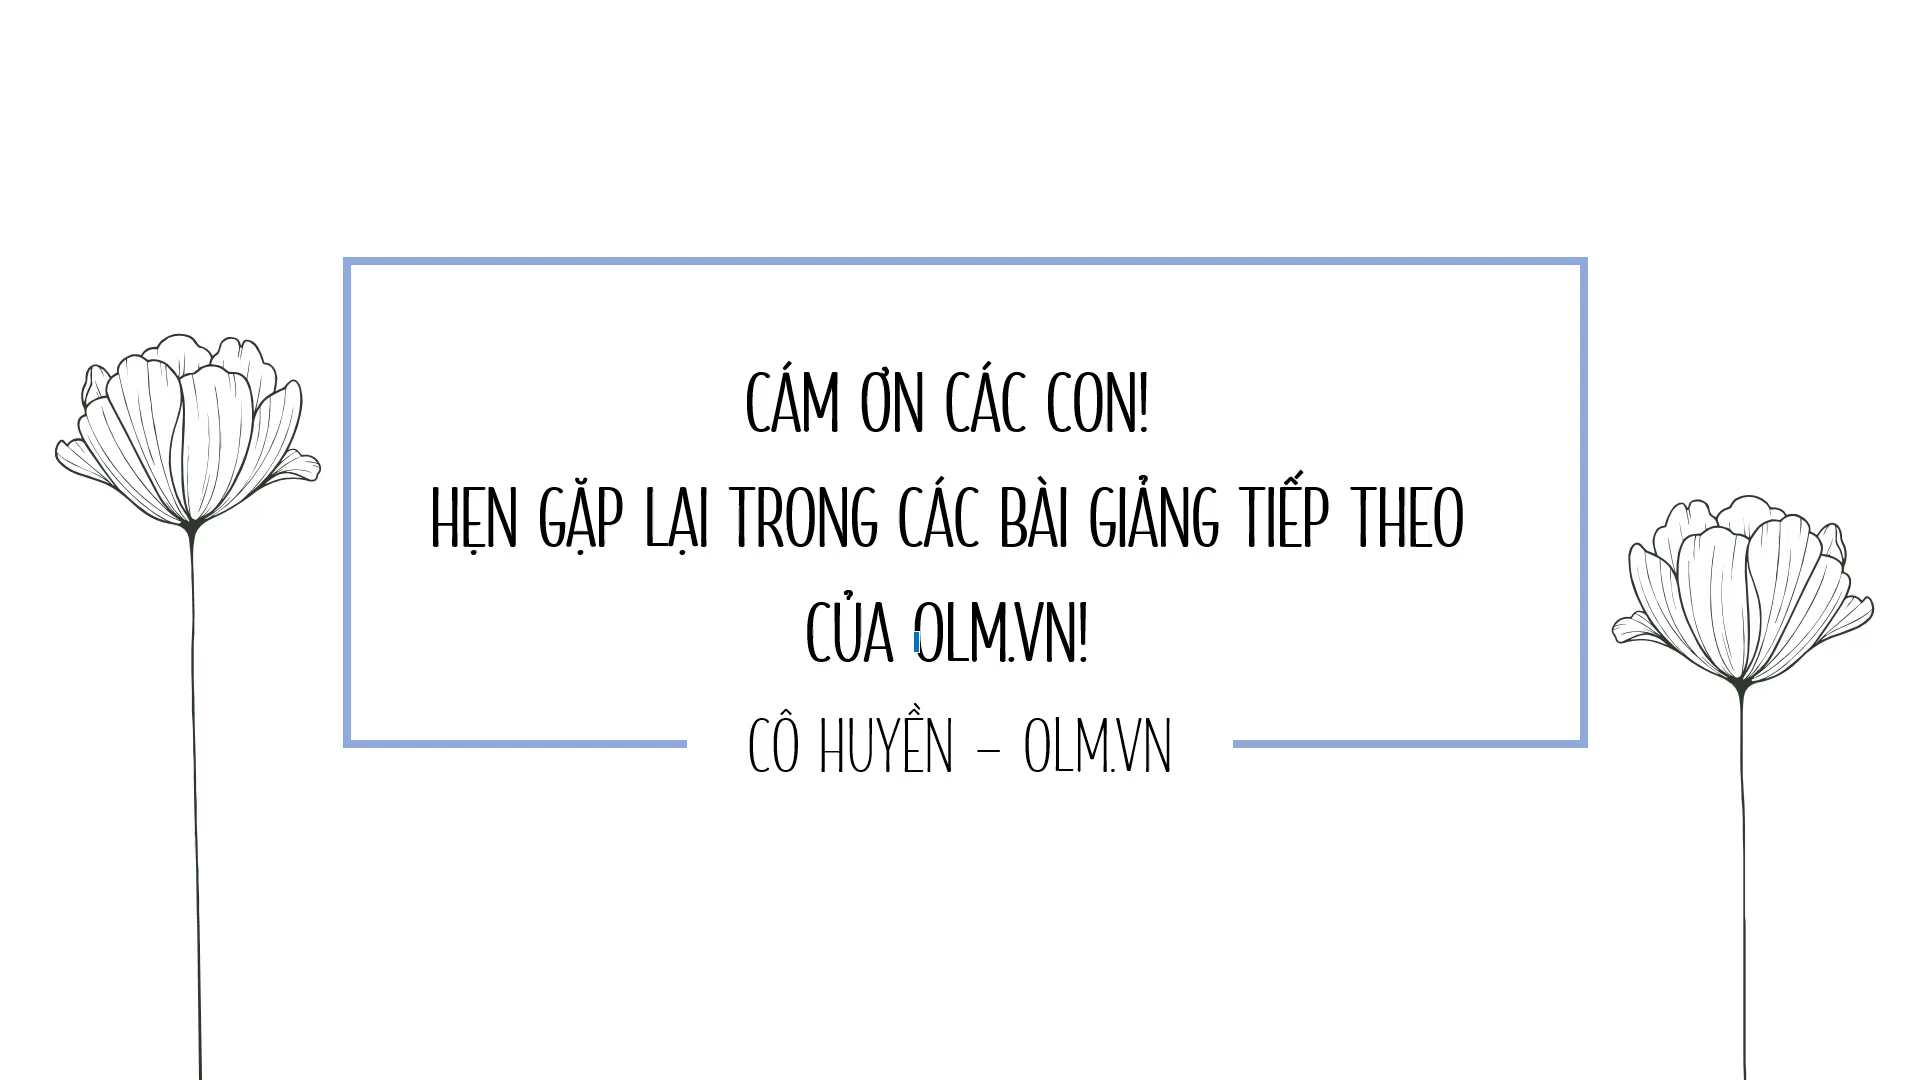 CÁM ƠN CÁC CON!
HẸN GẶP LẠI TRONG CÁC BÀI GIẢNG TIẾP THEO
CỦA OLM.VN!
CÔ HUYỀN – OLM.VN